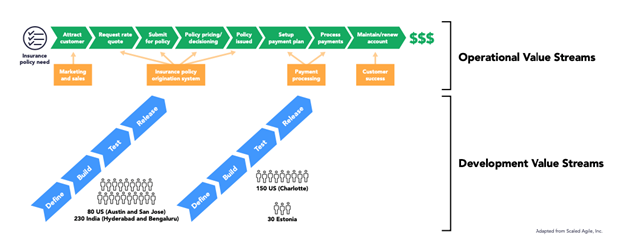 Attract
customer
Request rate
quote
Submit
for policy
Policy pricing/
decisioning
Policy
issued
Setup
payment plan
Process
payments
Maintain/renew
account
$$$
Insurance
policy need
Marketing
and sales
Insurance policy
origination system
Payment
processing
Customer
success
Operational Value Streams
Define
Build
Test
Release
80 US (Austin and San Jose)
230 India (Hyderabad and Bengaluru)
Define
Build
Test
Release
150 US (Charlotte)
30 Estonia
Development Value Streams
Adapted from Scaled Agile, Inc.